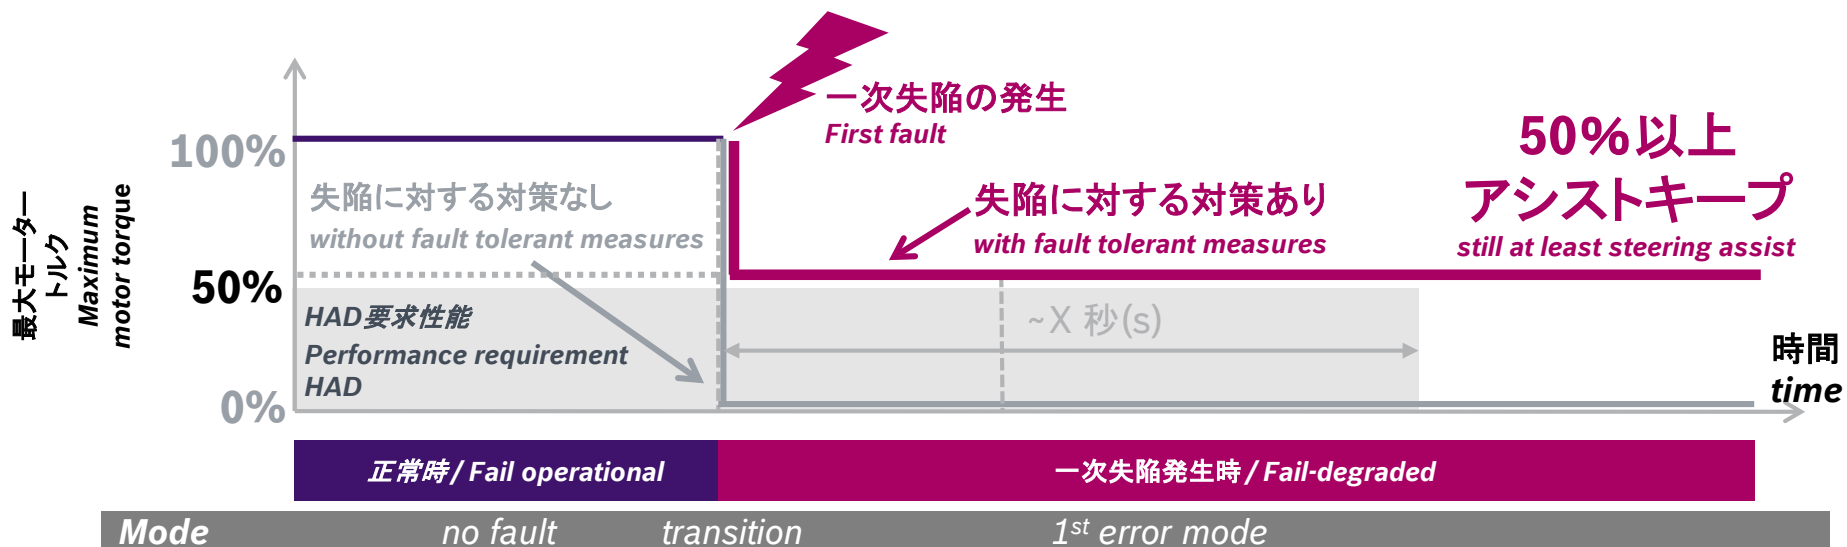 最大モーター
トルク
Maximum
motor torque
100%
50%
0%
一次失陥の発生
First fault
失陥に対する対策なし
without fault tolerant measures
失陥に対する対策あり
with fault tolerant measures
50%以上
アシストキープ
still at least steering assist
HAD要求性能
Performance requirement
HAD
~X 秒(s)
時間
time
正常時 / Fail operational
一次失陥発生時 / Fail-degraded
Mode no fault transition 1st error mode